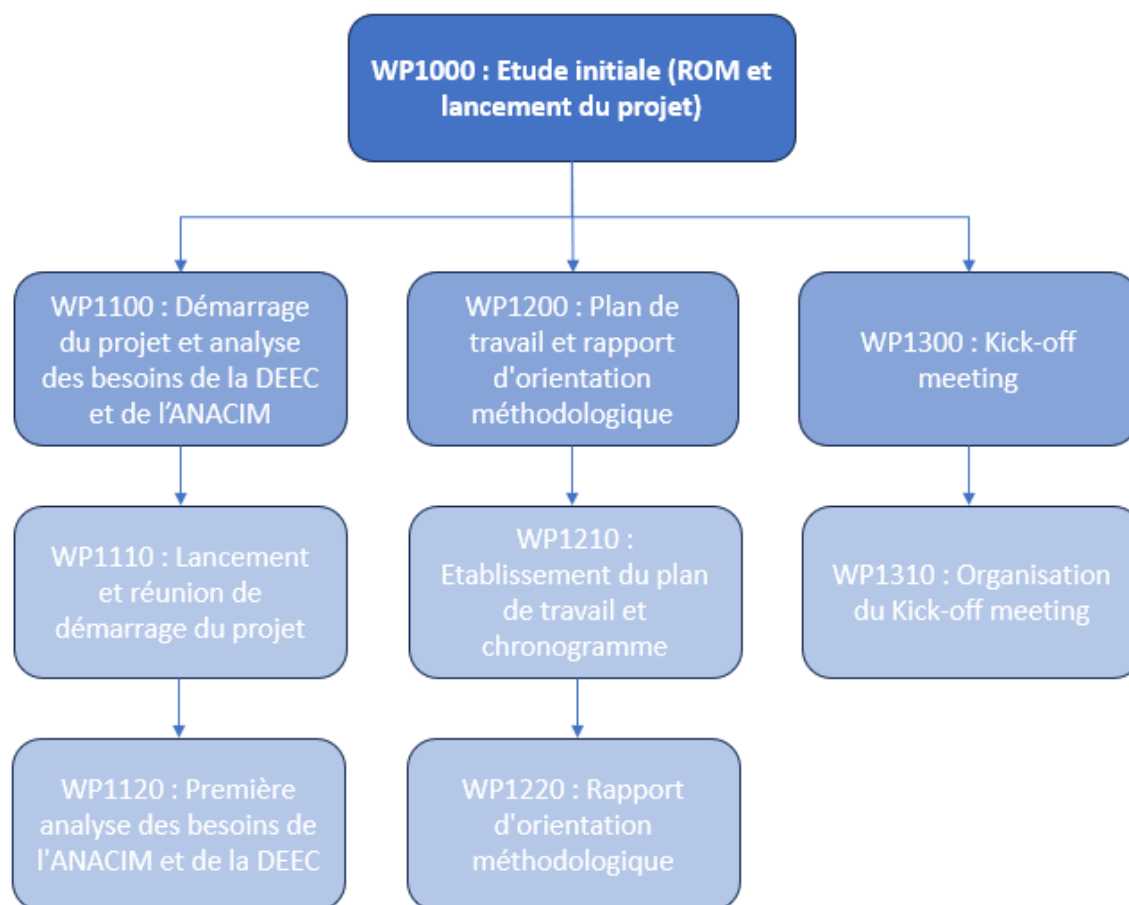 WP1000 : Etude initiale (ROM et
lancement du projet)
WP1100 : Démarrage
du projet et analyse
des besoins de la DEEC
et de l’ANACIM
WP1200 : Plan de
travail et rapport
d'orientation
méthodologique
WP1300 : Kick-off
meeting
WP1110 : Lancement
et réunion de
démarrage du projet
WP1210 :
Etablissement du plan
de travail et
chronogramme
WP1310 : Organisation
du Kick-off meeting
WP1120 : Première
analyse des besoins de
l'ANACIM et de la DEEC
WP1220 : Rapport
d'orientation
méthodologique